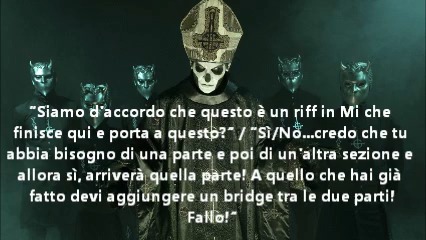 "Siamo d'accordo che questo è un riff in Mi che
finisce qui e porta a questo?" / "Sì/No...credo che tu
abbia bisogno di una parte e poi di un'altra sezione e
allora sì, arriverà quella parte! A quello che hai già
fatto devi aggiungere un bridge tra le due parti!
Fallo!"